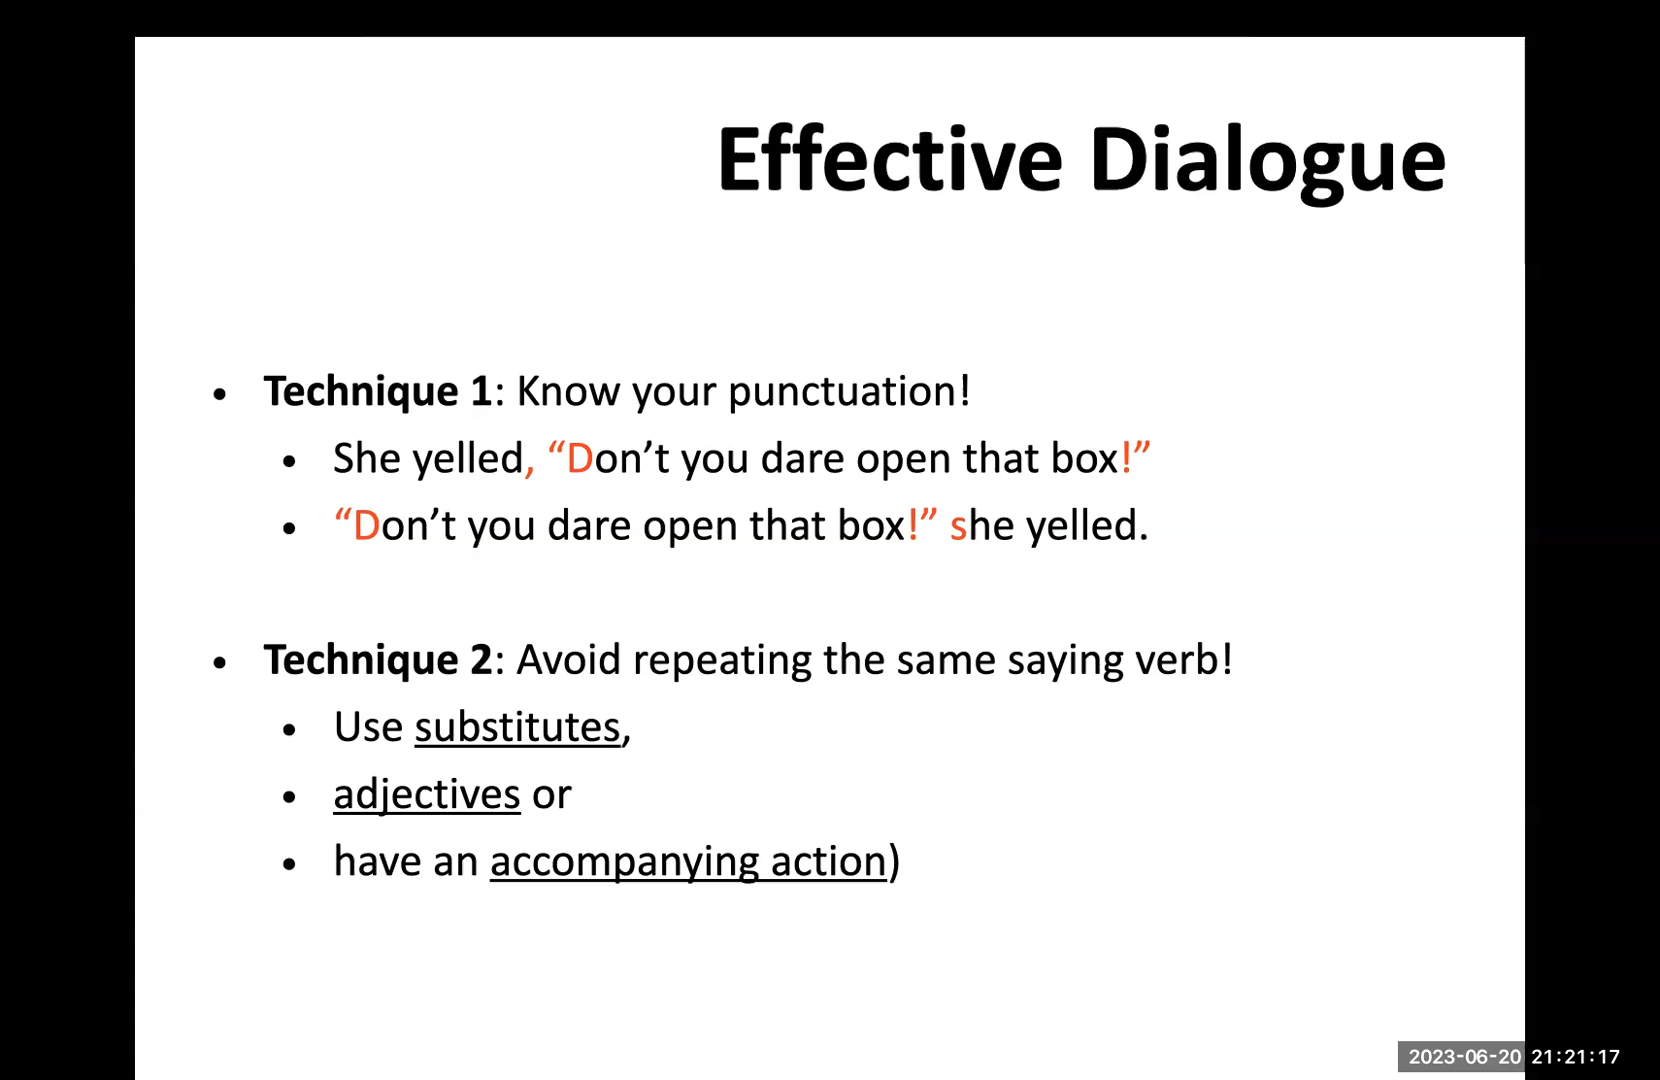 Effective Dialogue
• Technique 1: Know your punctuation!
• She yelled, “Don’t you dare open that box!”
• “Don’t you dare open that box!” she yelled.
• Technique 2: Avoid repeating the same saying verb!
• Use substitutes,
• adjectives or
• have an accompanying action)
2023-06-20 21:21:17